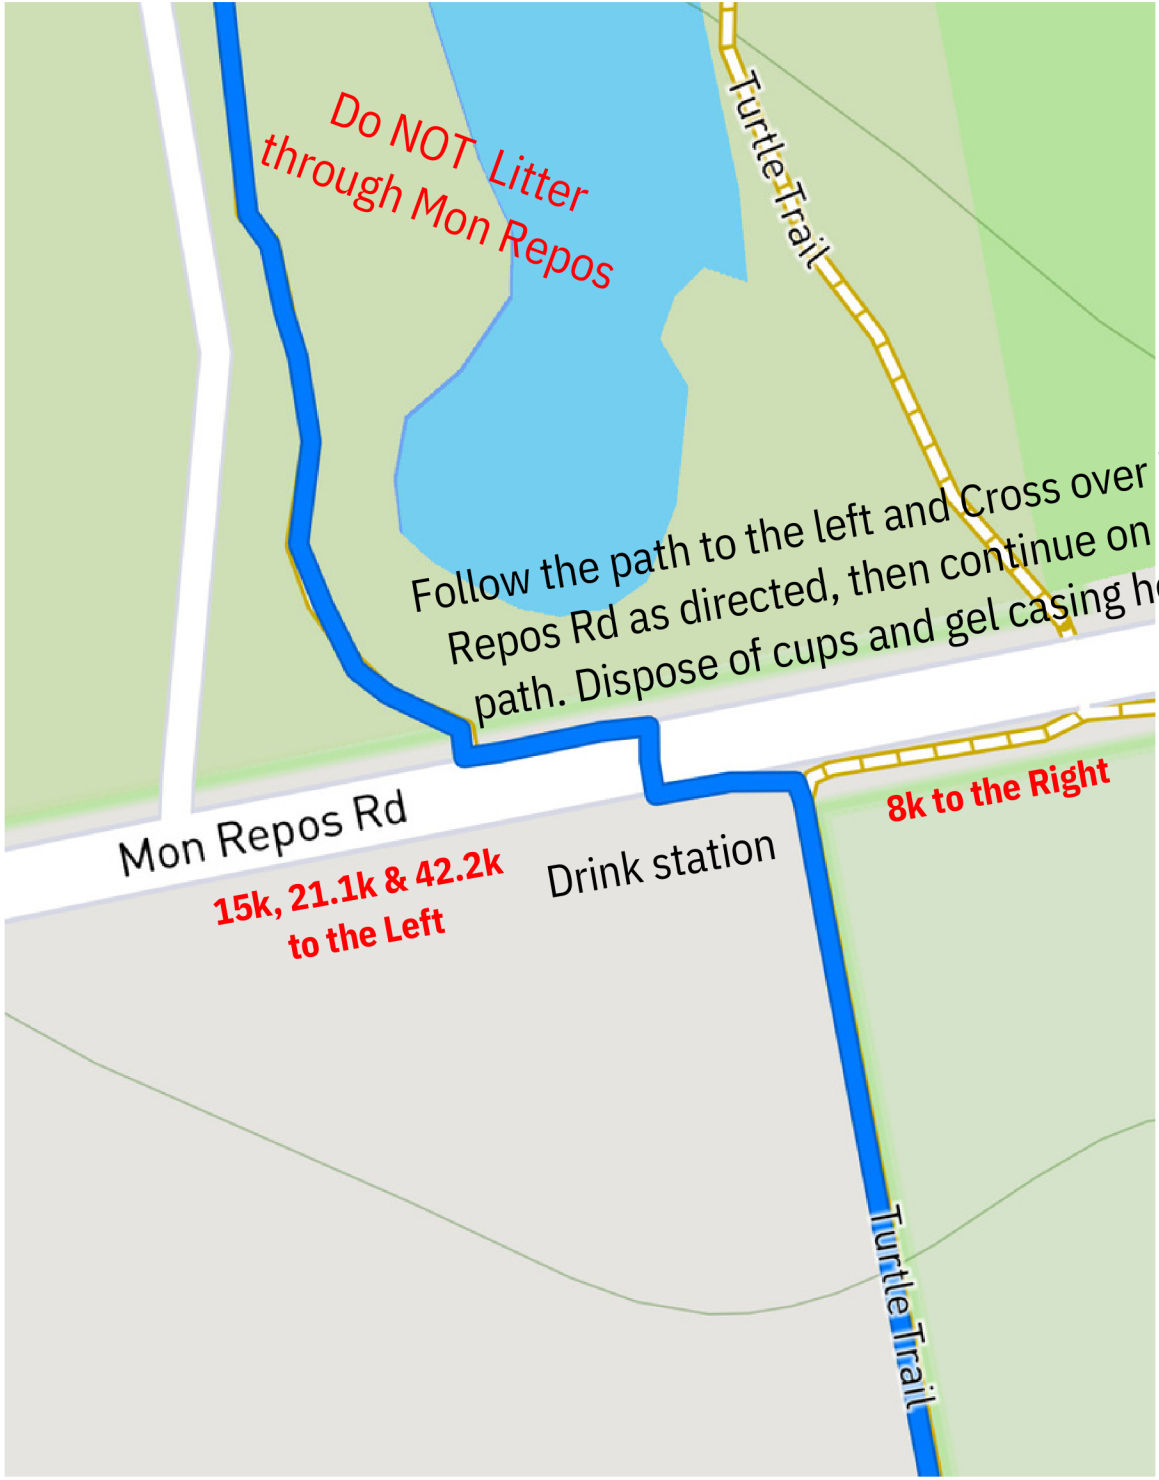 Turtle Trail
Do NOT Litter
through Mon Repos
Follow the path to the left and Cross over
Repos Rd as directed, then continue on
path. Dispose of cups and gel casing
8k to the Right
Mon Repos Rd
Drink station
15k, 21.1k & 42.2k
to the Left
Turtle Trail